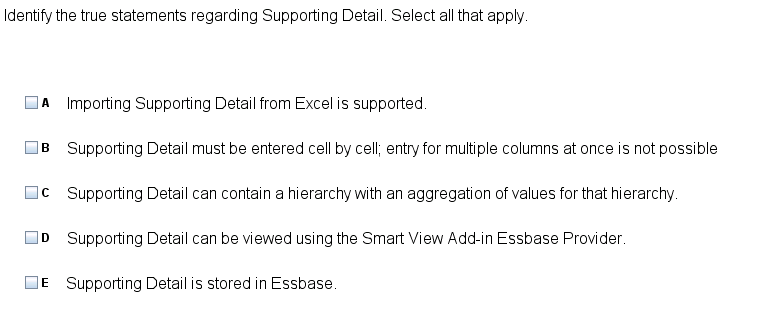 Identify the true statements regarding Supporting Detail. Select all that apply.
A Importing Supporting Detail from Excel is supported.
B Supporting Detail must be entered cell by cell; entry for multiple columns at once is not possible
C Supporting Detail can contain a hierarchy with an aggregation of values for that hierarchy.
D Supporting Detail can be viewed using the Smart View Add-in Essbase Provider.
E Supporting Detail is stored in Essbase.